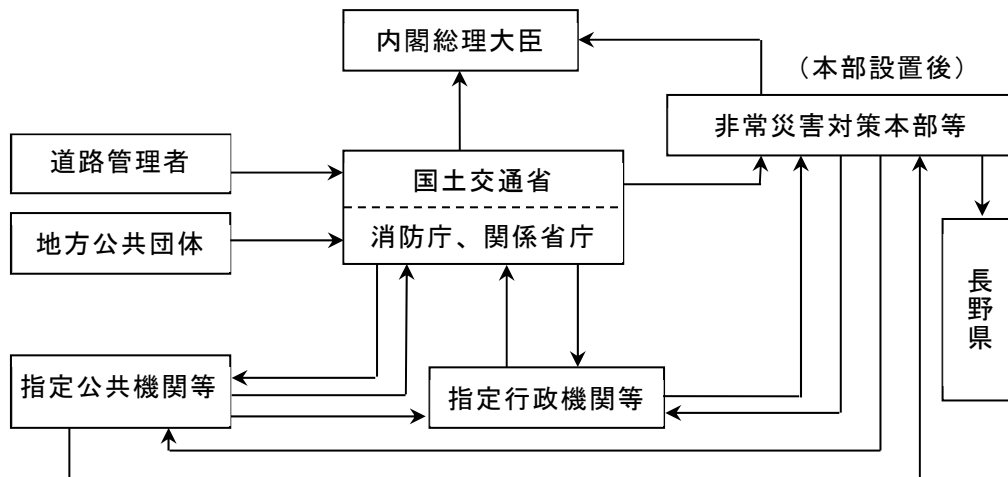 内閣総理大臣
（本部設置後）
非常災害対策本部等
道路管理者
国土交通省
地方公共団体
消防庁、関係省庁
長野県
指定公共機関等
指定行政機関等